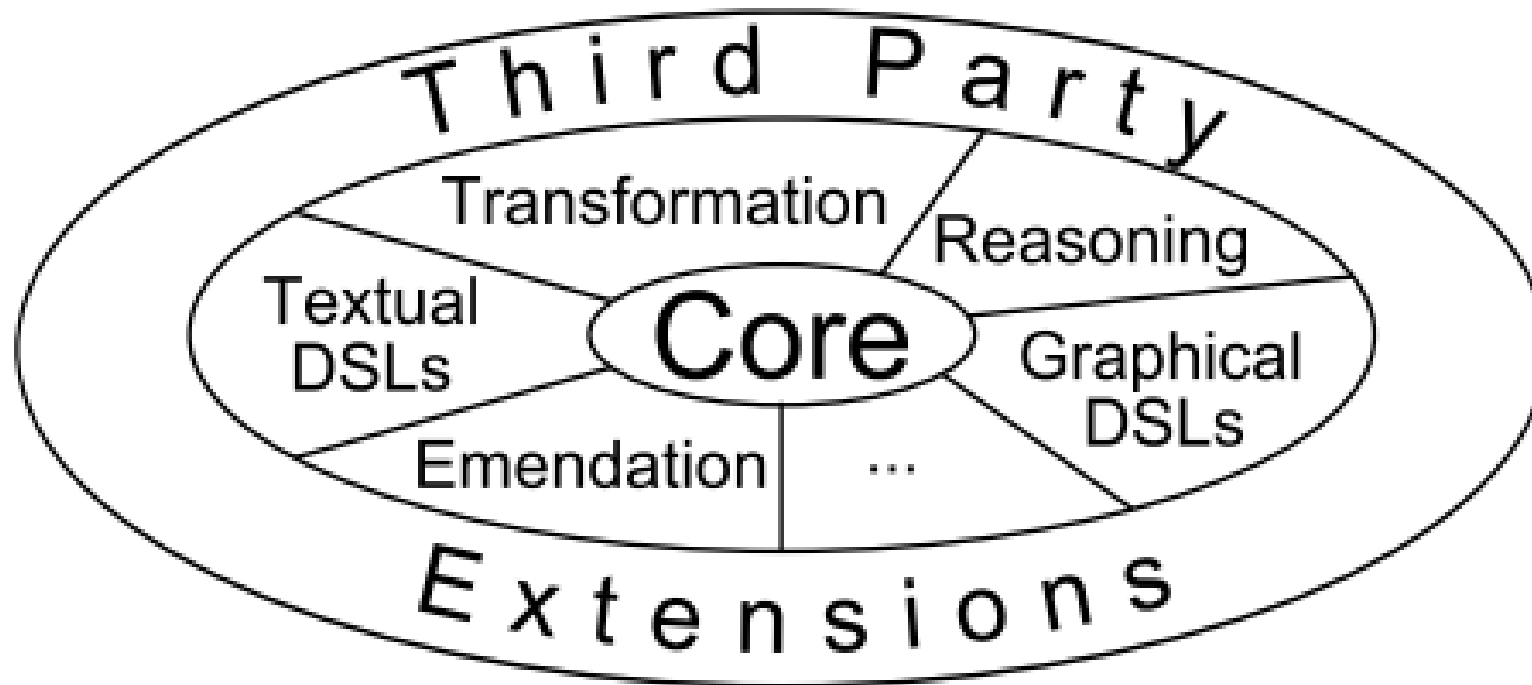 Third Party
Transformation
Reasoning
Textual
DSLs
Core
Graphical
DSLs
Emendation
...
Extensions